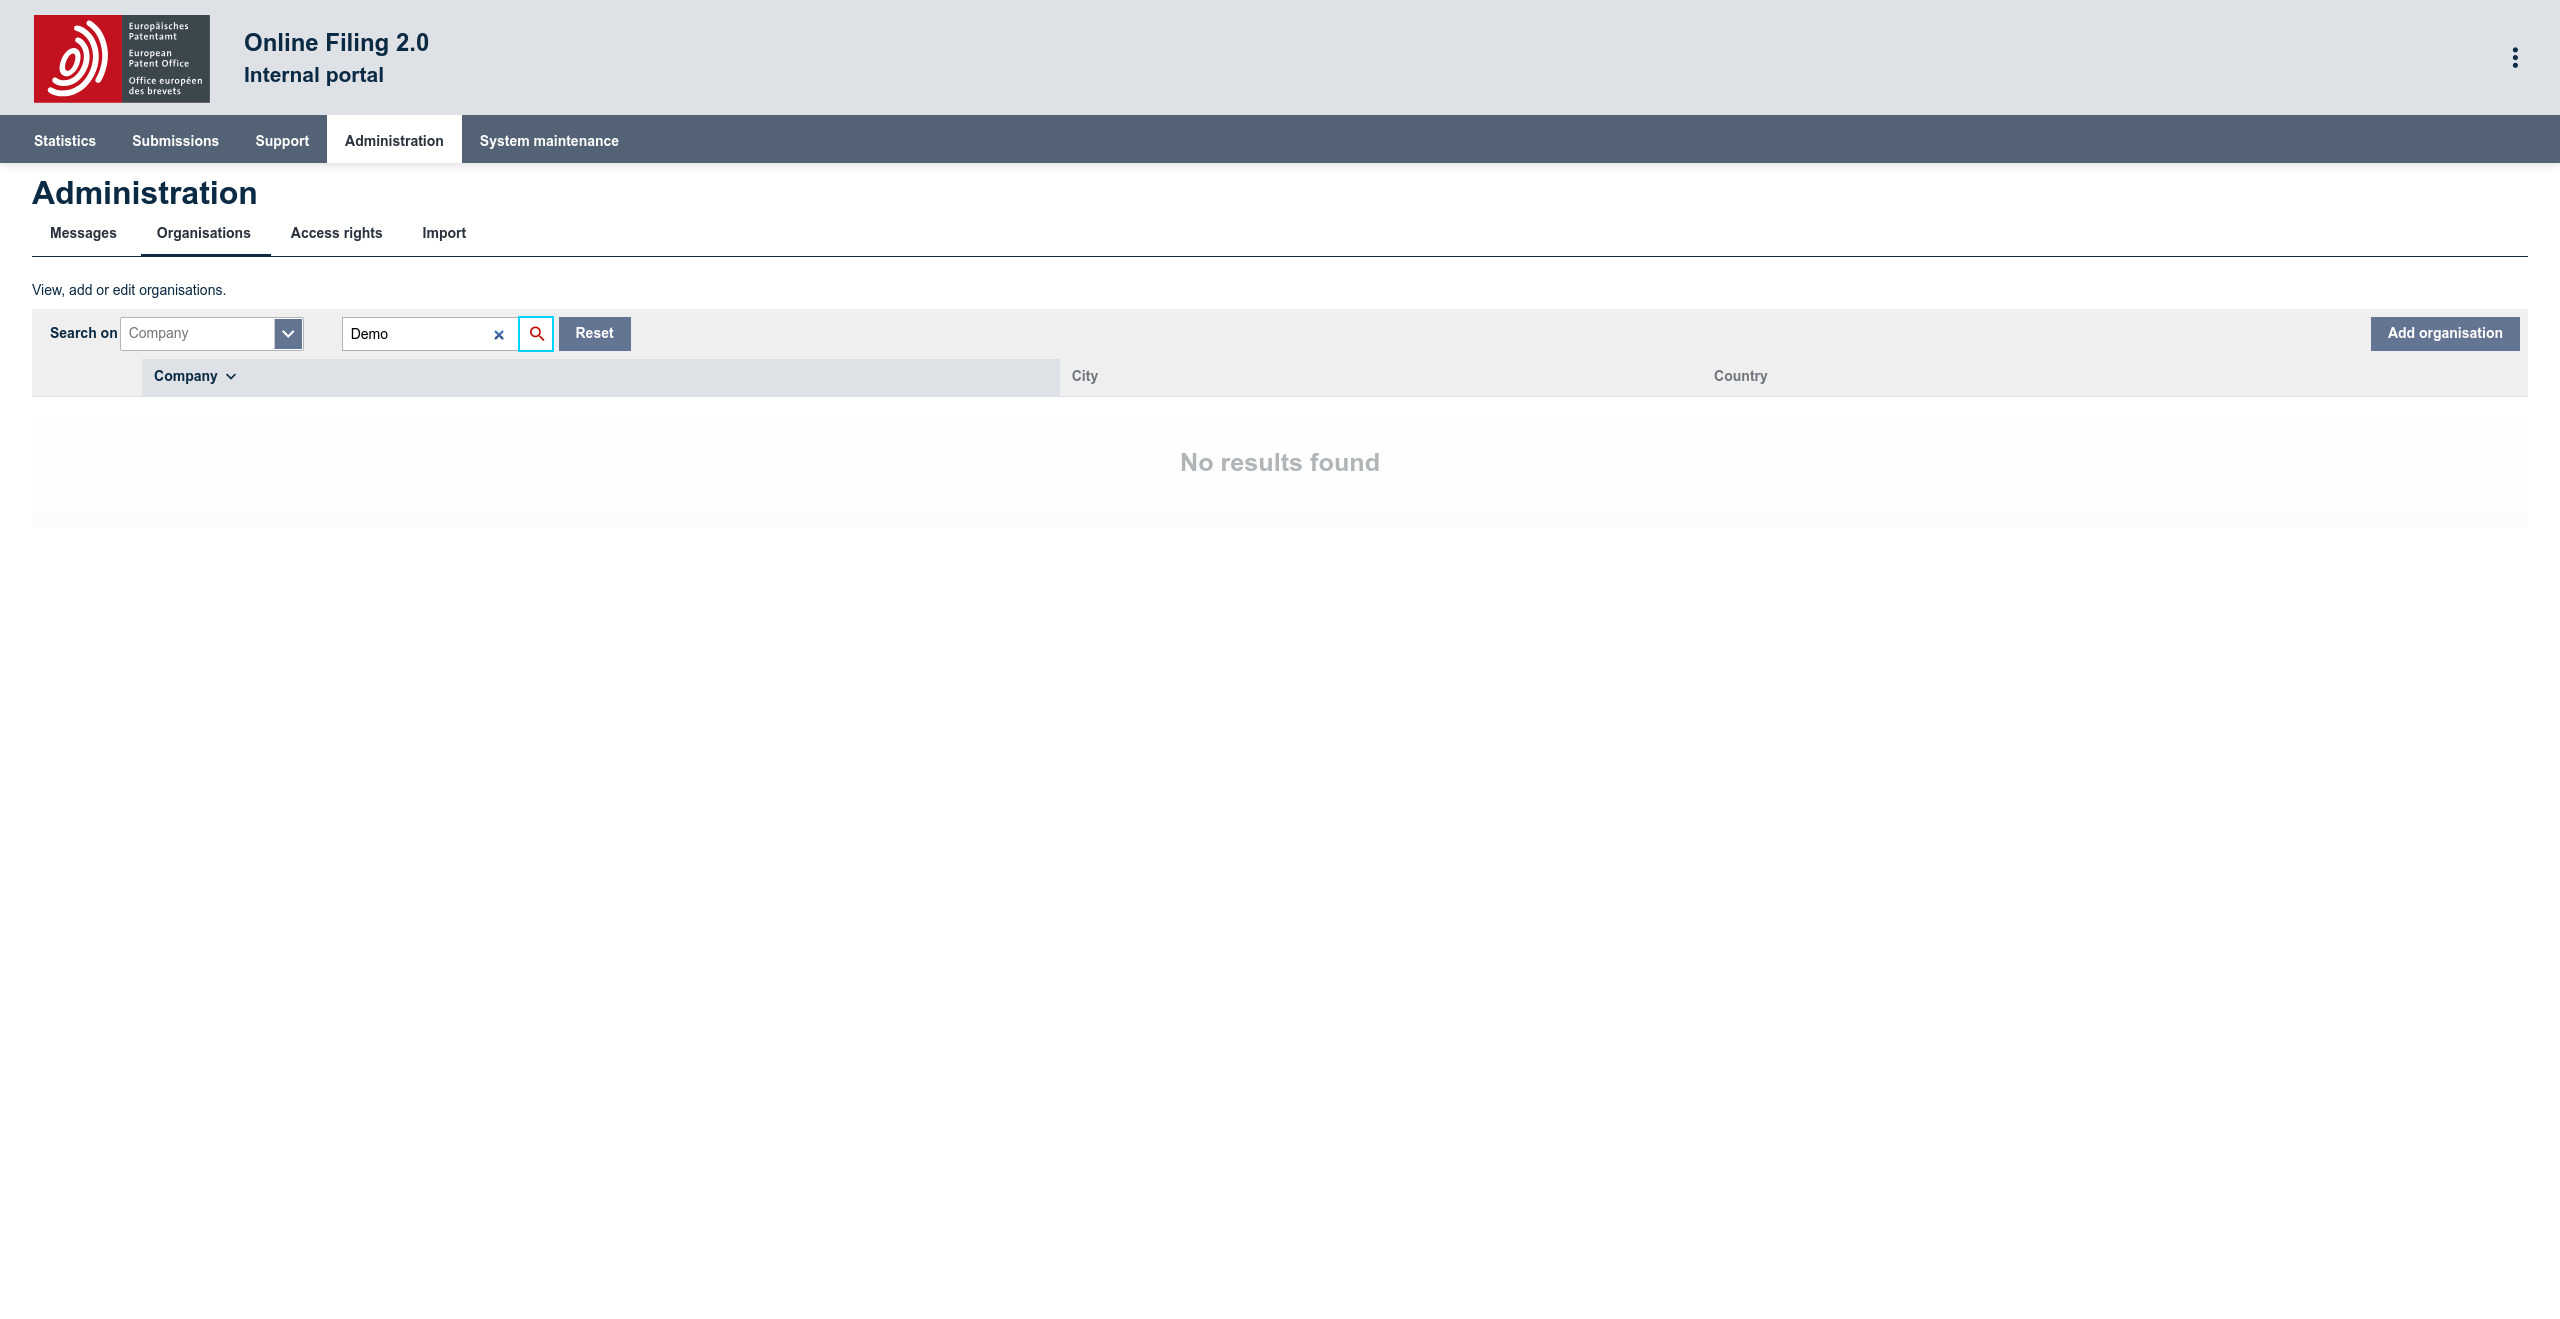 Europäisches
Patentamt
European
Patent Office
Office européen
des brevets
Online Filing 2.0
Internal portal
Statistics
Submissions
Support
Administration
System maintenance
Administration
Messages
Organisations
Access rights
Import
View, add or edit organisations.
Search on
Company
Demo
Reset
Add organisation
Company
City
Country
No results found